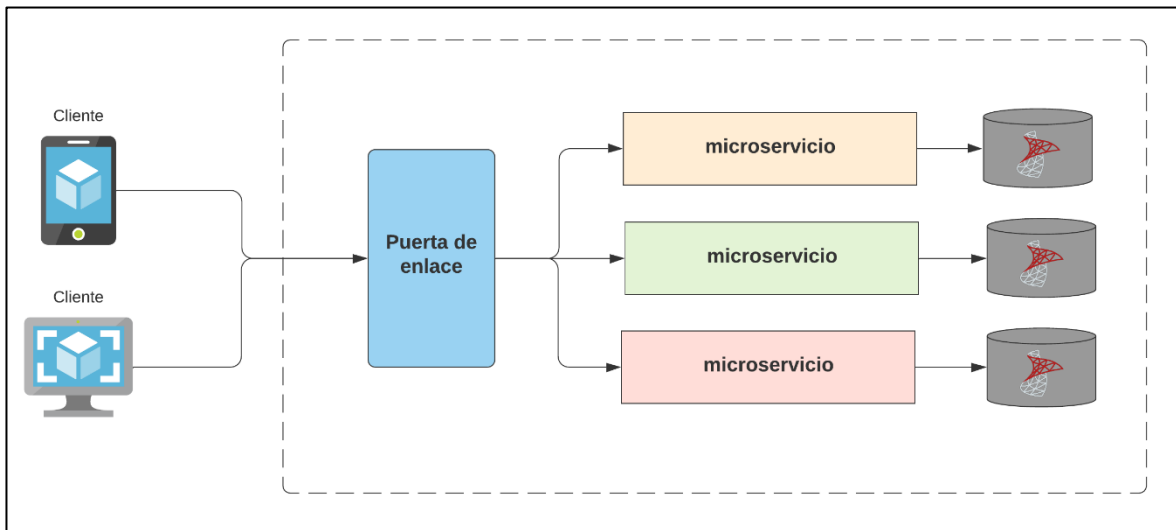 Cliente
Cliente
Puerta de
enlace
microservicio
microservicio
microservicio